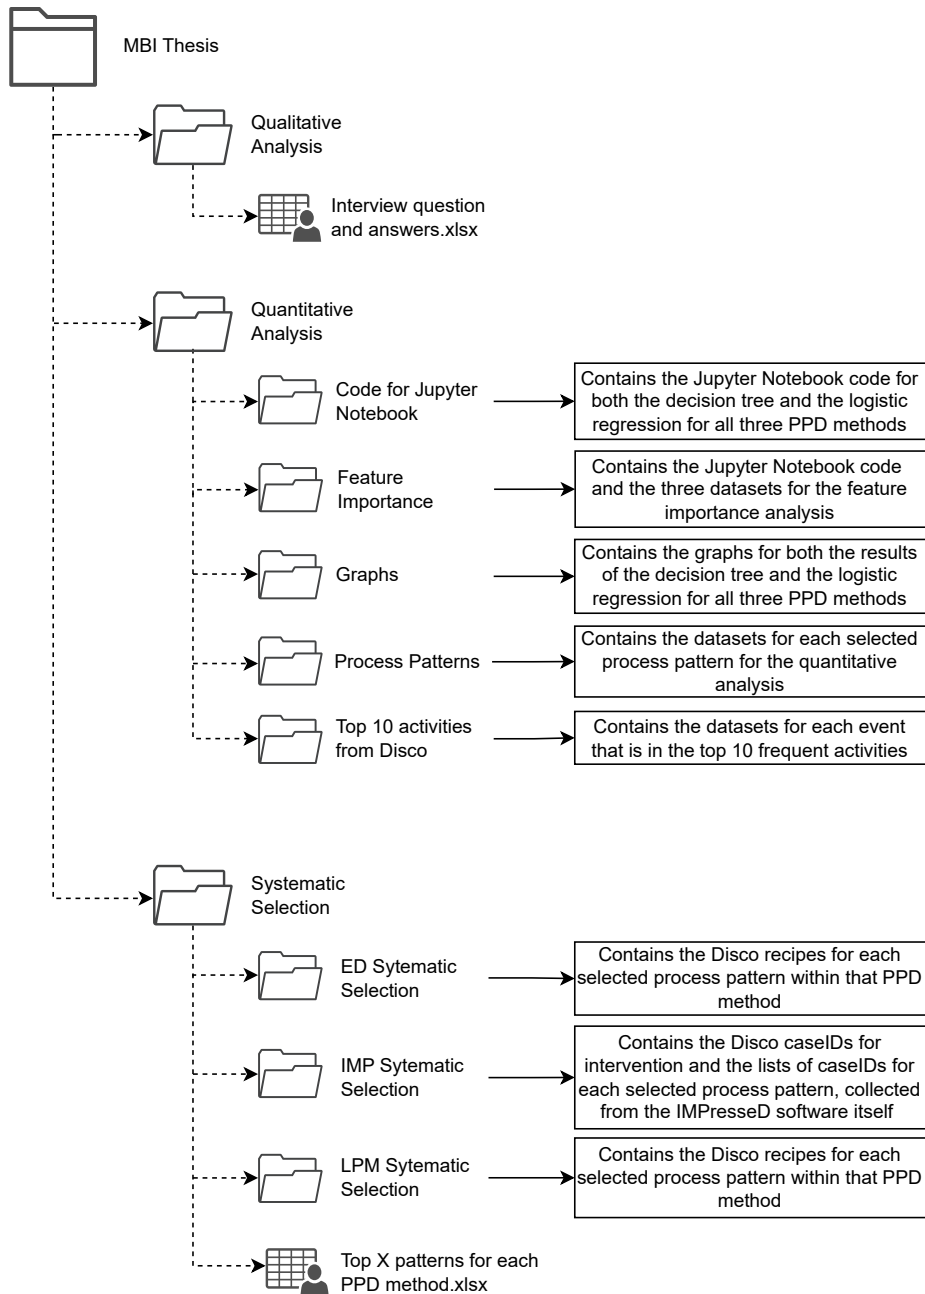 MBI Thesis
Qualitative
Analysis
Interview question
and answers.xlsx
Quantitative
Analysis
Code for Jupyter
Notebook
Contains the Jupyter Notebook code for
both the decision tree and the logistic
regression for all three PPD methods
Feature
Importance
Contains the Jupyter Notebook code
and the three datasets for the feature
importance analysis
Graphs
Contains the graphs for both the results
of the decision tree and the logistic
regression for all three PPD methods
Process Patterns
Contains the datasets for each selected
process pattern for the quantitative
analysis
Top 10 activities
from Disco
Contains the datasets for each event
that is in the top 10 frequent activities
Systematic
Selection
ED Sytematic
Selection
Contains the Disco recipes for each
selected process pattern within that PPD
method
IMP Sytematic
Selection
Contains the Disco caseIDs for
intervention and the lists of caseIDs for
each selected process pattern, collected
from the IMPresseD software itself
LPM Sytematic
Selection
Contains the Disco recipes for each
selected process pattern within that PPD
method
Top X patterns for each
PPD method.xlsx